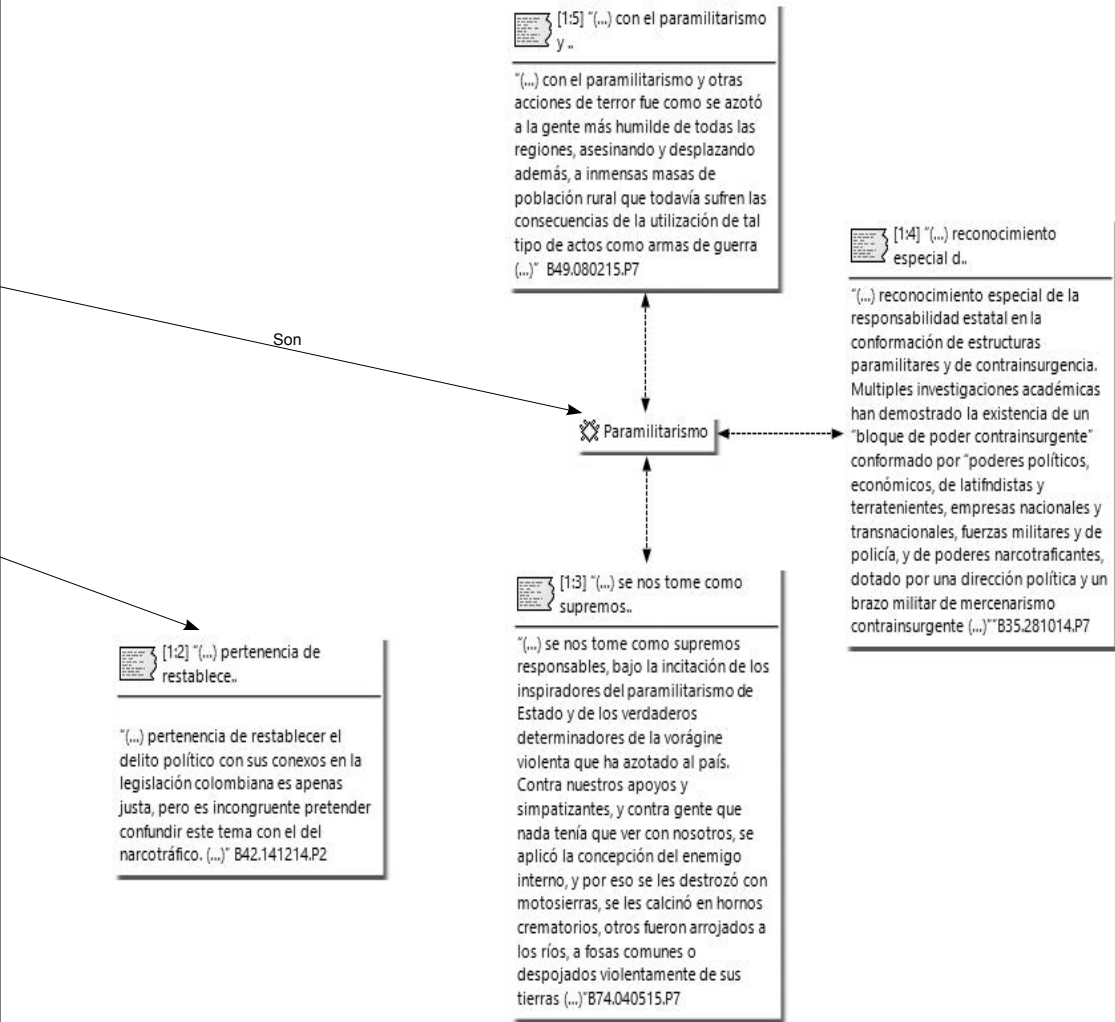 [1:5] "(...) con el paramilitarismo
y ..
"(...) con el paramilitarismo y otras
acciones de terror fue como se azotó
a la gente más humilde de todas las
regiones, asesinando y desplazando
además, a inmensas masas de
población rural que todavía sufren las
consecuencias de la utilización de tal
tipo de actos como armas de guerra
(...)" B49.080215.P7
[1:4] "(...) reconocimiento
especial d..
"(...) reconocimiento especial de la
responsabilidad estatal en la
conformación de estructuras
paramilitares y de contrainsurgencia.
Multiples investigaciones académicas
han demostrado la existencia de un
"bloque de poder contrainsurgente"
conformado por "poderes políticos,
económicos, de latifndistas y
terratenientes, empresas nacionales y
transnacionales, fuerzas militares y de
policía, y de poderes narcotraficantes,
dotado por una dirección política y un
brazo militar de mercenarismo
contrainsurgente (...)""B35.281014.P7
Son
Paramilitarismo
[1:3] "(...) se nos tome como
supremos..
"(...) se nos tome como supremos
responsables, bajo la incitación de los
inspiradores del paramilitarismo de
Estado y de los verdaderos
determinadores de la vorágine
violenta que ha azotado al país.
Contra nuestros apoyos y
simpatizantes, y contra gente que
nada tenía que ver con nosotros, se
aplicó la concepción del enemigo
interno, y por eso se les destrozó con
motosierras, se les calcinó en hornos
crematorios, otros fueron arrojados a
los ríos, a fosas comunes o
despojados violentamente de sus
tierras (...)"B74.040515.P7
[1:2] "(...) pertenencia de
restablece..
"(...) pertenencia de restablecer el
delito político con sus conexos en la
legislación colombiana es apenas
justa, pero es incongruente pretender
confundir este tema con el del
narcotráfico. (...)" B42.141214.P2